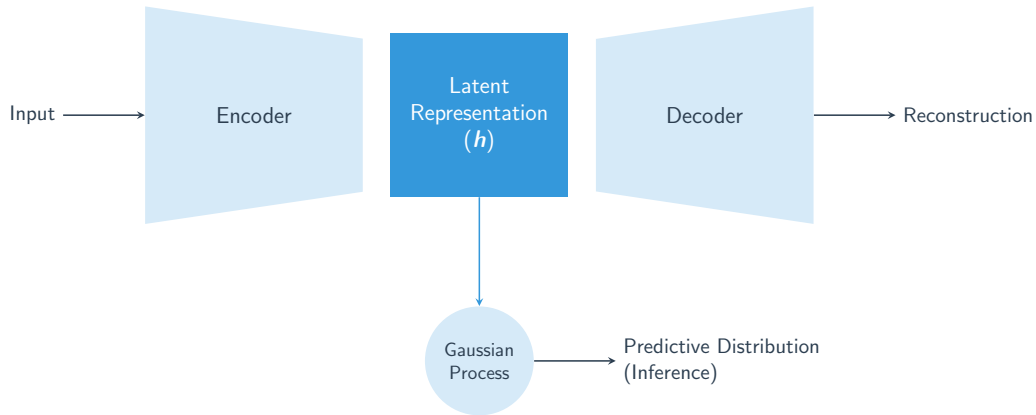 Input
Encoder
Latent
Representation
(h)
Decoder
Reconstruction
Gaussian
Process
Predictive Distribution
(Inference)